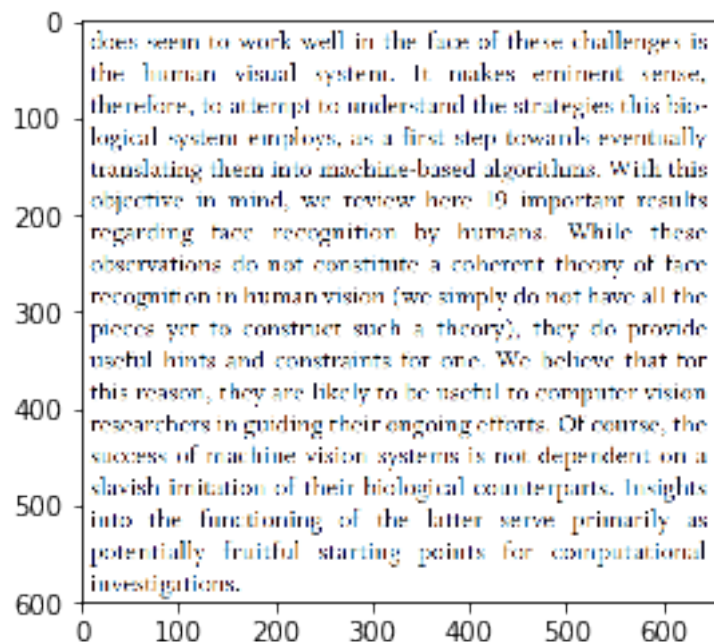 0
100
200
300
400
500
600
does seem to work well in the face of these challenges is
the human visual system. It makes eminent sense,
therefore, to attempt to understand the strategies this bio-
logical system employs, as a first step towards eventually
translating them into machine-based algorithms. With this
objective in mind, we review here 19 important results
regarding face recognition by humans. While these
observations do not constitute a coherent theory of face
recognition in human vision (we simply do not have all the
pieces yet to construct such a theory), they do provide
useful hints and constraints for one. We believe that for
this reason, they are likely to be useful to computer vision
researchers in guiding their ongoing efforts. Of course, the
success of machine vision systems is not dependent on a
slavish imitation of their biological counterparts. Insights
into the functioning of the latter serve primarily as
potentially fruitful starting points for computational
investigations.
0 100 200 300 400 500 600